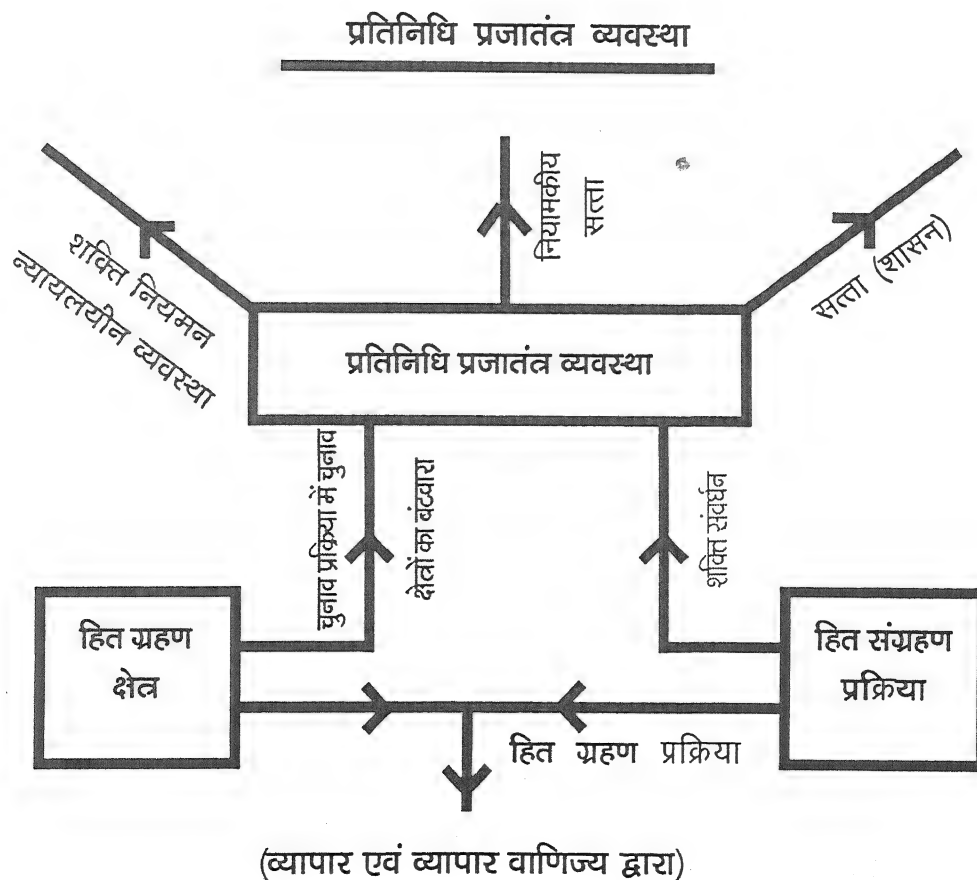 प्रतिनिधि प्रजातंत्र व्यवस्था
नियामकीय
सत्ता
शक्ति नियमन
न्यायलयीन व्यवस्था
सत्ता (शासन)
प्रतिनिधि प्रजातंत्र व्यवस्था
चुनाव प्रक्रिया में चुनाव
क्षेत्रों का बंटवारा
शक्ति संवर्धन
हित ग्रहण
क्षेत्र
हित संग्रहण
प्रक्रिया
हित ग्रहण प्रक्रिया
(व्यापार एवं व्यापार वाणिज्य द्वारा)